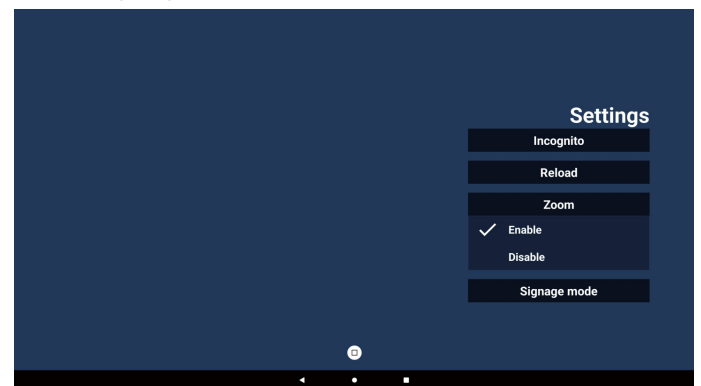 Settings
Incognito
Reload
Zoom
Enable
Disable
Signage mode